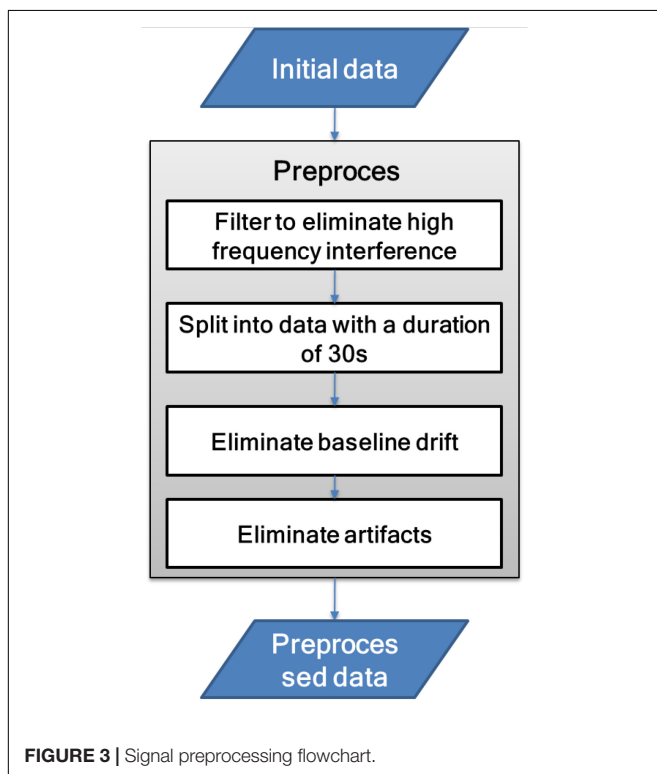 Initial data
Preproces
Filter to eliminate high
frequency interference
Split into data with a duration
of 30s
Eliminate baseline drift
Eliminate artifacts
Preproces
sed data
FIGURE 3 | Signal preprocessing flowchart.